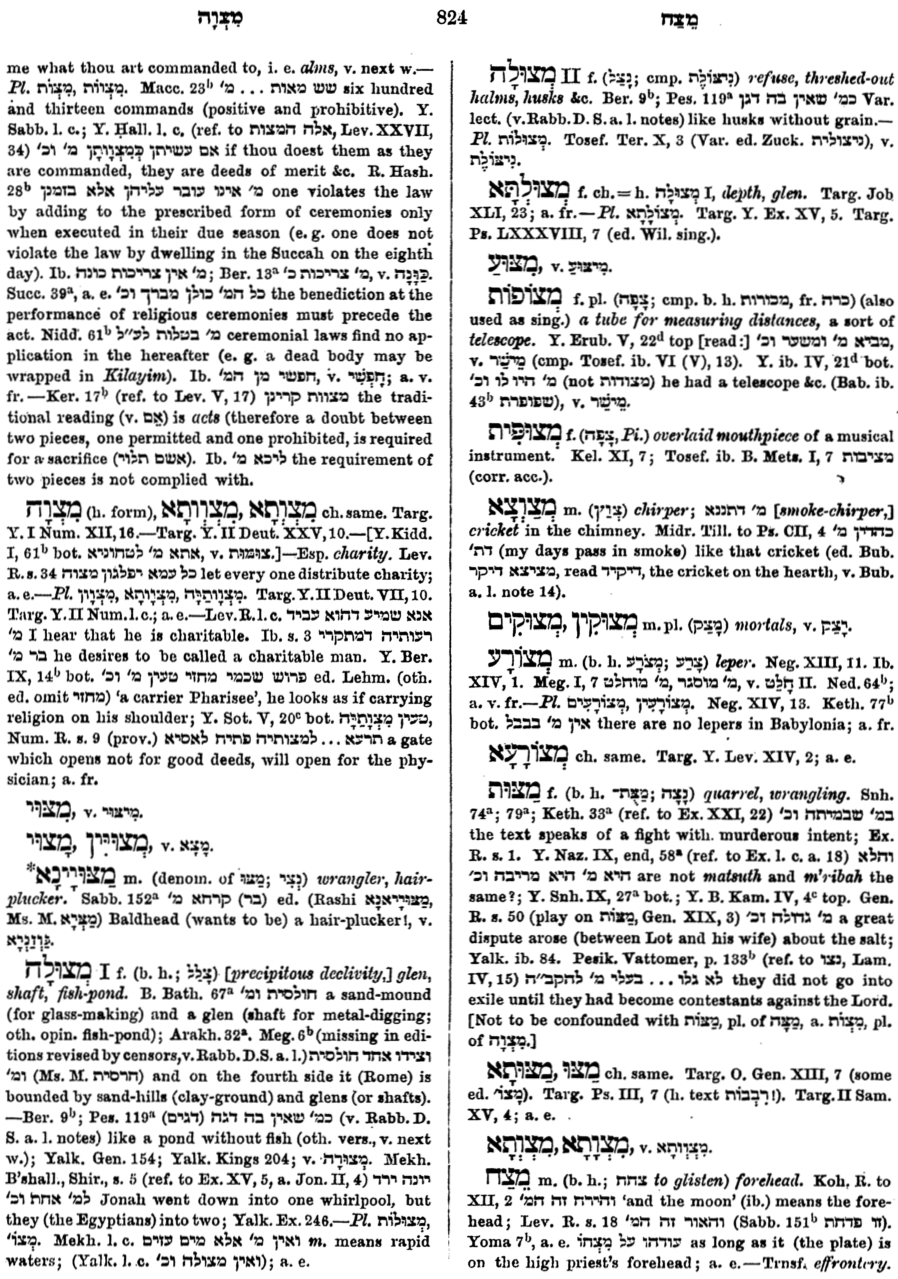 מִצְוָה 824 מֵצַח
me what thou art commanded to, i. e. alms, v. next w.—
Pl. מִצְוֹות, מִצְוֹת. Macc. 23ᵇ שש מאות ... מ׳ six hundred
and thirteen commands (positive and prohibitive). Y.
Sabb. l. c.; Y. Ḥall. l. c. (ref. to אלה המצות, Lev. XXVII,
34) אם עשיתן כְּמִצְוָותָן מ׳ וכ׳ if thou doest them as they
are commanded, they are deeds of merit &c. R. Hash.
28ᵇ מ׳ אינו עובר עליהן אלא בזמנן one violates the law
by adding to the prescribed form of ceremonies only
when executed in their due season (e. g. one does not
violate the law by dwelling in the Succah on the eighth
day). Ib. מ׳ אין צריכות כונה; Ber. 13ᵃ מ׳ צריכות כ׳, v. כַּוָּנָה.
Succ. 39ᵃ, a. e. כל המ׳ כולן מברך וכ׳ the benediction at the
performance of religious ceremonies must precede the
act. Nidd. 61ᵇ מ׳ בטלות לע״ל ceremonial laws find no ap-
plication in the hereafter (e. g. a dead body may be
wrapped in Kilayim). Ib. חפשי מן המ׳, v. חָפְשִׁי; a. v.
fr.—Ker. 17ᵇ (ref. to Lev. V, 17) מצוות קרינן the tradi-
tional reading (v. אֵם) is acts (therefore a doubt between
two pieces, one permitted and one prohibited, is required
for a sacrifice (אשם תלוי). Ib. ליכא מ׳ the requirement of
two pieces is not complied with.
מִצְוָה (h. form), מִצְוָותָא, מִצְוְתָא ch. same. Targ.
Y. I Num. XII, 16.—Targ. Y. II Deut. XXV, 10.—[Y. Kidd.
I, 61ᵇ bot. אתא מ׳ לטחוניא, v. צּוּמּוּת.]—Esp. charity. Lev.
R. s. 34 כל עמא יפלגון מצוה let every one distribute charity;
a. e.—Pl. מִצְוָון, מִצְוָותָא, מִצְוָותַיָּה. Targ. Y. II Deut. VII, 10.
Targ. Y. II Num. l. c.; a. e.—Lev. R. l. c. אנא שמיע דהוא עביד
מ׳ I hear that he is charitable. Ib. s. 3 רעותיה דמתקרי
בר מ׳ he desires to be called a charitable man. Y. Ber.
IX, 14ᵇ bot. פרוש שכמי מחזי טעין מ׳ וכ׳ ed. Lehm. (oth.
ed. omit מחזי) ‘a carrier Pharisee’, he looks as if carrying
religion on his shoulder; Y. Sot. V, 20ᶜ bot. טעין מִצְוָתַיָּה,
Num. R. s. 9 (prov.) תרעא ... למצותיה פתיח לאסיא a gate
which opens not for good deeds, will open for the phy-
sician; a. fr.
מִצּוּי, v. מִיצּוּי.
מְצוּיִּין, מָצוּי, v. מָצָא.
*מַצּוּיָינָא m. (denom. of מַצּוּ; נְצִי) wrangler, hair-
plucker. Sabb. 152ᵃ (בר) קרחא מ׳ ed. (Rashi מַצּוּיאָנָא,
Ms. M. מַצָּיָא) Baldhead (wants to be) a hair-plucker!, v.
גַּוּזְנַיָּא.
מְצוּלָה I f. (b. h.; צָלַל) [precipitous declivity,] glen,
shaft, fish-pond. B. Bath. 67ᵃ חולסית ומ׳ a sand-mound
(for glass-making) and a glen (shaft for metal-digging;
oth. opin. fish-pond); Arakh. 32ᵃ. Meg. 6ᵇ (missing in edi-
tions revised by censors, v. Rabb. D. S. a. l.) וצידו אחד חולסית
ומ׳ (Ms. M. חרסית) and on the fourth side it (Rome) is
bounded by sand-hills (clay-ground) and glens (or shafts).
—Ber. 9ᵇ; Pes. 119ᵃ כמ׳ שאין בה דגה (דגים) (v. Rabb. D.
S. a. l. notes) like a pond without fish (oth. vers., v. next
w.); Yalk. Gen. 154; Yalk. Kings 204; v. מְצוּדָה. Mekh.
B’shall., Shir., s. 5 (ref. to Ex. XV, 5, a. Jon. II, 4) יונה ירד
למ׳ אחת וכ׳ Jonah went down into one whirlpool, but
they (the Egyptians) into two; Yalk. Ex. 246.—Pl. מְצוּלוֹת,
מְצוֹ׳. Mekh. l. c. ואין מ׳ אלא מים עזים m. means rapid
waters; (Yalk. l. c. ואין מצולה וכ׳); a. e.
מְצוּלָה II f. (נָצַל; cmp. נִיצוֹלֶת) refuse, threshed-out
halms, husks &c. Ber. 9ᵇ; Pes. 119ᵃ כמ׳ שאין בה דגן Var.
lect. (v. Rabb. D. S. a. l. notes) like husks without grain.—
Pl. מְצוּלוֹת. Tosef. Ter. X, 3 (Var. ed. Zuck. ניצולית), v.
נִיצוֹלֶת.
מְצוּלְתָּא f. ch. = h. מְצוּלָה I, depth, glen. Targ. Job
XLI, 23; a. fr.—Pl. מְצוּלָתָא. Targ. Y. Ex. XV, 5. Targ.
Ps. LXXXVIII, 7 (ed. Wil. sing.).
מִצּוּעַ, v. מִיצּוּעַ.
מְצוֹפוֹת f. pl. (צָפָה; cmp. b. h. מכורות, fr. כרה) (also
used as sing.) a tube for measuring distances, a sort of
telescope. Y. Erub. V, 22ᵈ top [read:] מביא מ׳ ומשער וכ׳,
v. מֵישָׁר (cmp. Tosef. ib. VI (V), 13). Y. ib. IV, 21ᵈ bot.
מ׳ היו לו וכ׳ (not מצודות) he had a telescope &c. (Bab. ib.
43ᵇ שפופרת), v. מֵישָׁר.
מְצוּפִּית f. (צָפָה, Pi.) overlaid mouthpiece of a musical
instrument. Kel. XI, 7; Tosef. ib. B. Mets. I, 7 מציבות
(corr. acc.).
מְצַוְוצָא m. (צְוַץ) chirper; מ׳ דתננא [smoke-chirper,]
cricket in the chimney. Midr. Till. to Ps. CII, 4 כהדין מ׳
דת׳ (my days pass in smoke) like that cricket (ed. Bub.
מציצא דיקר, read דיקיד, the cricket on the hearth, v. Bub.
a. l. note 14).
מְצוּקִין, מְצוּקִים m. pl. (מָצַק) mortals, v. יָצַק.
מְצוֹרָע m. (b. h. מְצֹרָע; צָרַע) leper. Neg. XIII, 11. Ib.
XIV, 1. Meg. I, 7 מ׳ מוסגר, מ׳ מוחלט, v. חָלַט II. Ned. 64ᵇ;
a. v. fr.—Pl. מְצוֹרָעִין, מְצוֹרָעִים. Neg. XIV, 13. Keth. 77ᵇ
bot. אין מ׳ בבבל there are no lepers in Babylonia; a. fr.
מְצוֹרָעָא ch. same. Targ. Y. Lev. XIV, 2; a. e.
מַצּוּת f. (b. h. מַצֻּת־; נָצָה) quarrel, wrangling. Snh.
74ᵃ; 79ᵃ; Keth. 33ᵃ (ref. to Ex. XXI, 22) במ׳ שבמיתה וכ׳
the text speaks of a fight with murderous intent; Ex.
R. s. 1. Y. Naz. IX, end, 58ᵃ (ref. to Ex. l. c. a. 18) והלא
היא מ׳ היא מריבה וכ׳ are not matsuth and m’ribah the
same?; Y. Snh. IX, 27ᵃ bot.; Y. B. Kam. IV, 4ᶜ top. Gen.
R. s. 50 (play on מַצּוֹת, Gen. XIX, 3) מ׳ גדולה וכ׳ a great
dispute arose (between Lot and his wife) about the salt;
Yalk. ib. 84. Pesik. Vattomer, p. 133ᵇ (ref. to נצו, Lam.
IV, 15) לא גלו ... בעלי מ׳ להקב״ה they did not go into
exile until they had become contestants against the Lord.
[Not to be confounded with מַצּוֹת, pl. of מַצָּה, a. מִצְוֹת, pl.
of מִצְוָה.]
מַצּוּ, מַצּוּתָא ch. same. Targ. O. Gen. XIII, 7 (some
ed. מַצּוֹ׳). Targ. Ps. III, 7 (h. text רִבְבוֹת!). Targ. II Sam.
XV, 4; a. e.
מִצְוָתָא, מִצְוְתָא, v. מִצְוָותָא.
מֵצַח m. (b. h.; צחח to glisten) forehead. Koh. R. to
XII, 2 והירח זה המ׳ ‘and the moon’ (ib.) means the fore-
head; Lev. R. s. 18 והאור זה המ׳ (Sabb. 151ᵇ זו פדחת).
Yoma 7ᵇ, a. e. עודהו על מִצְחוֹ as long as it (the plate) is
on the high priest’s forehead; a. e.—Trnsf. effrontery.